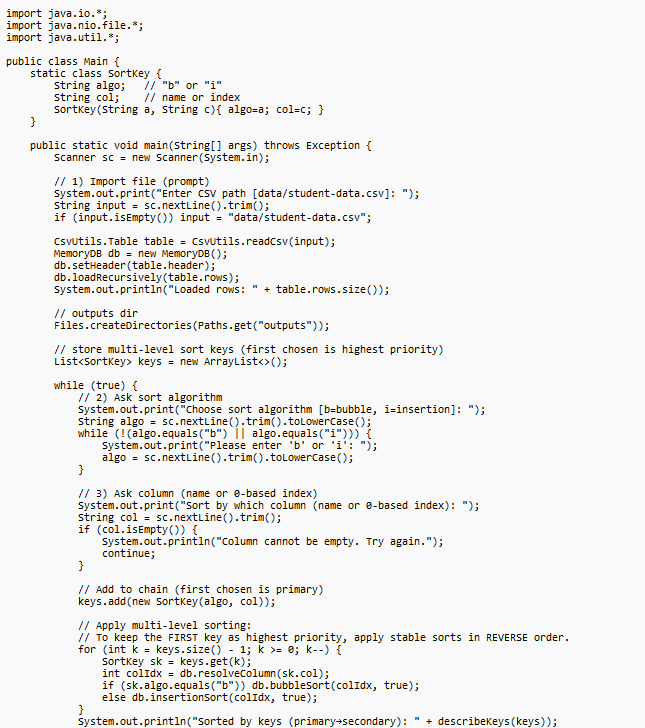 import java.io.*;
import java.nio.file.*;
import java.util.*;

public class Main {
    static class SortKey {
        String algo;   // "b" or "i"
        String col;    // name or index
        SortKey(String a, String c){ algo=a; col=c; }
    }

    public static void main(String[] args) throws Exception {
        Scanner sc = new Scanner(System.in);

        // 1) Import file (prompt)
        System.out.print("Enter CSV path [data/student-data.csv]: ");
        String input = sc.nextLine().trim();
        if (input.isEmpty()) input = "data/student-data.csv";

        CsvUtils.Table table = CsvUtils.readCsv(input);
        MemoryDB db = new MemoryDB();
        db.setHeader(table.header);
        db.loadRecursively(table.rows);
        System.out.println("Loaded rows: " + table.rows.size());

        // outputs dir
        Files.createDirectories(Paths.get("outputs"));

        // store multi-level sort keys (first chosen is highest priority)
        List<SortKey> keys = new ArrayList<>();

        while (true) {
            // 2) Ask sort algorithm
            System.out.print("Choose sort algorithm [b=bubble, i=insertion]: ");
            String algo = sc.nextLine().trim().toLowerCase();
            while (!(algo.equals("b") || algo.equals("i"))) {
                System.out.print("Please enter 'b' or 'i': ");
                algo = sc.nextLine().trim().toLowerCase();
            }

            // 3) Ask column (name or 0-based index)
            System.out.print("Sort by which column (name or 0-based index): ");
            String col = sc.nextLine().trim();
            if (col.isEmpty()) {
                System.out.println("Column cannot be empty. Try again.");
                continue;
            }

            // Add to chain (first chosen is primary)
            keys.add(new SortKey(algo, col));

            // Apply multi-level sorting:
            // To keep the FIRST key as highest priority, apply stable sorts in REVERSE order.
            for (int k = keys.size() - 1; k >= 0; k--) {
                SortKey sk = keys.get(k);
                int colIdx = db.resolveColumn(sk.col);
                if (sk.algo.equals("b")) db.bubbleSort(colIdx, true);
                else db.insertionSort(colIdx, true);
            }
            System.out.println("Sorted by keys (primary→secondary): " + describeKeys(keys));